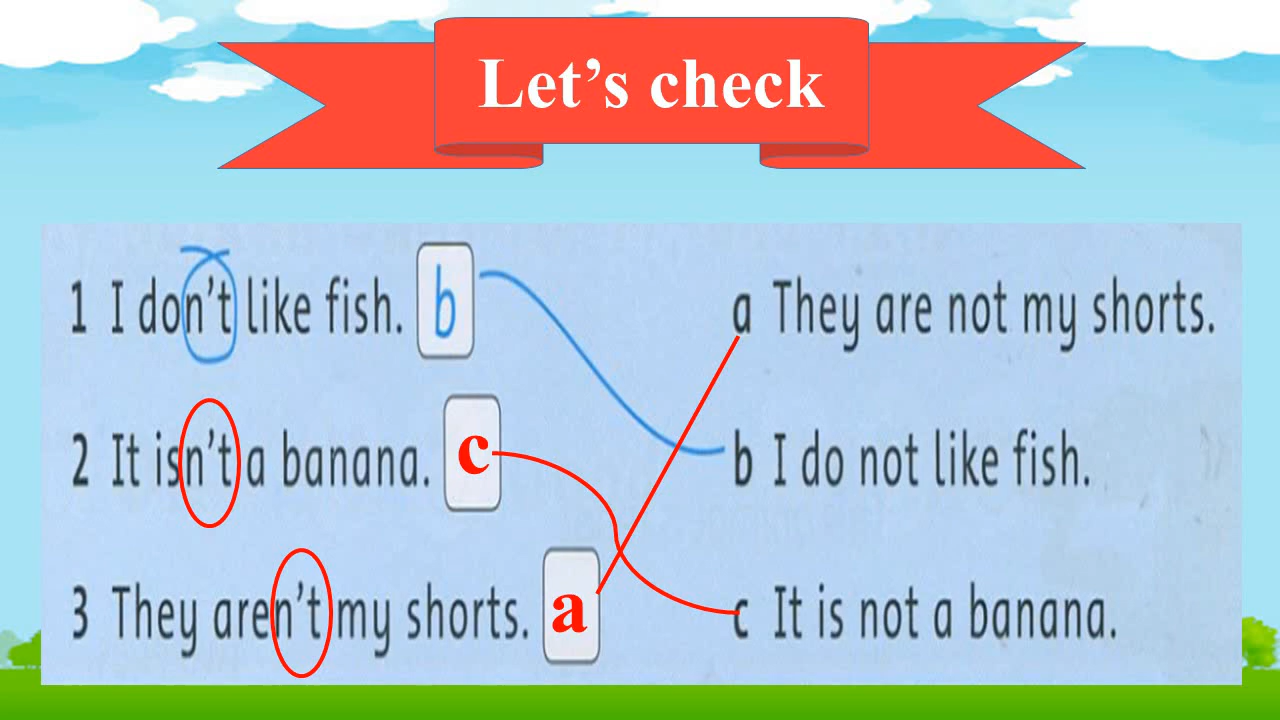 Let's check
1 I don't like fish. b
a They are not my shorts.
2 It isn't a banana. c
b I do not like fish.
3 They aren't my shorts. a
c It is not a banana.